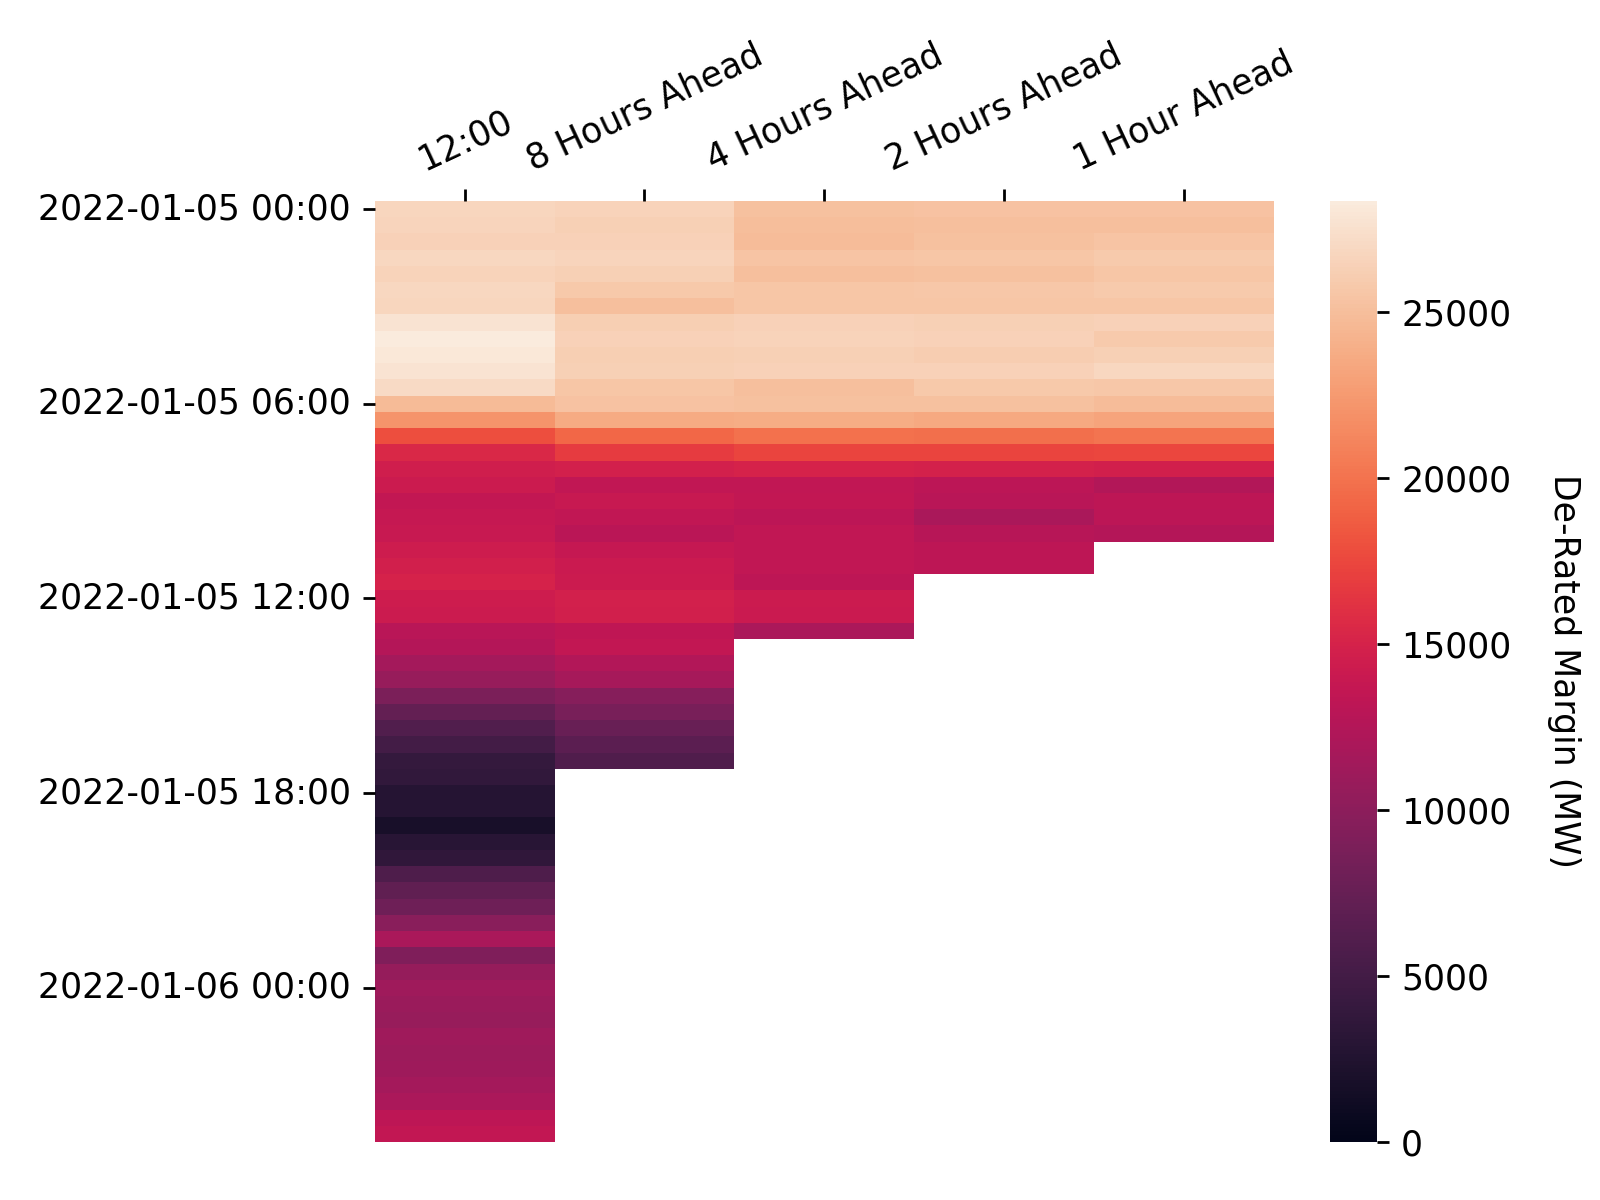 12:00
8 Hours Ahead
4 Hours Ahead
2 Hours Ahead
1 Hour Ahead
2022-01-05 00:00
2022-01-05 06:00
2022-01-05 12:00
2022-01-05 18:00
2022-01-06 00:00
25000
20000
15000
10000
5000
0
De-Rated Margin (MW)